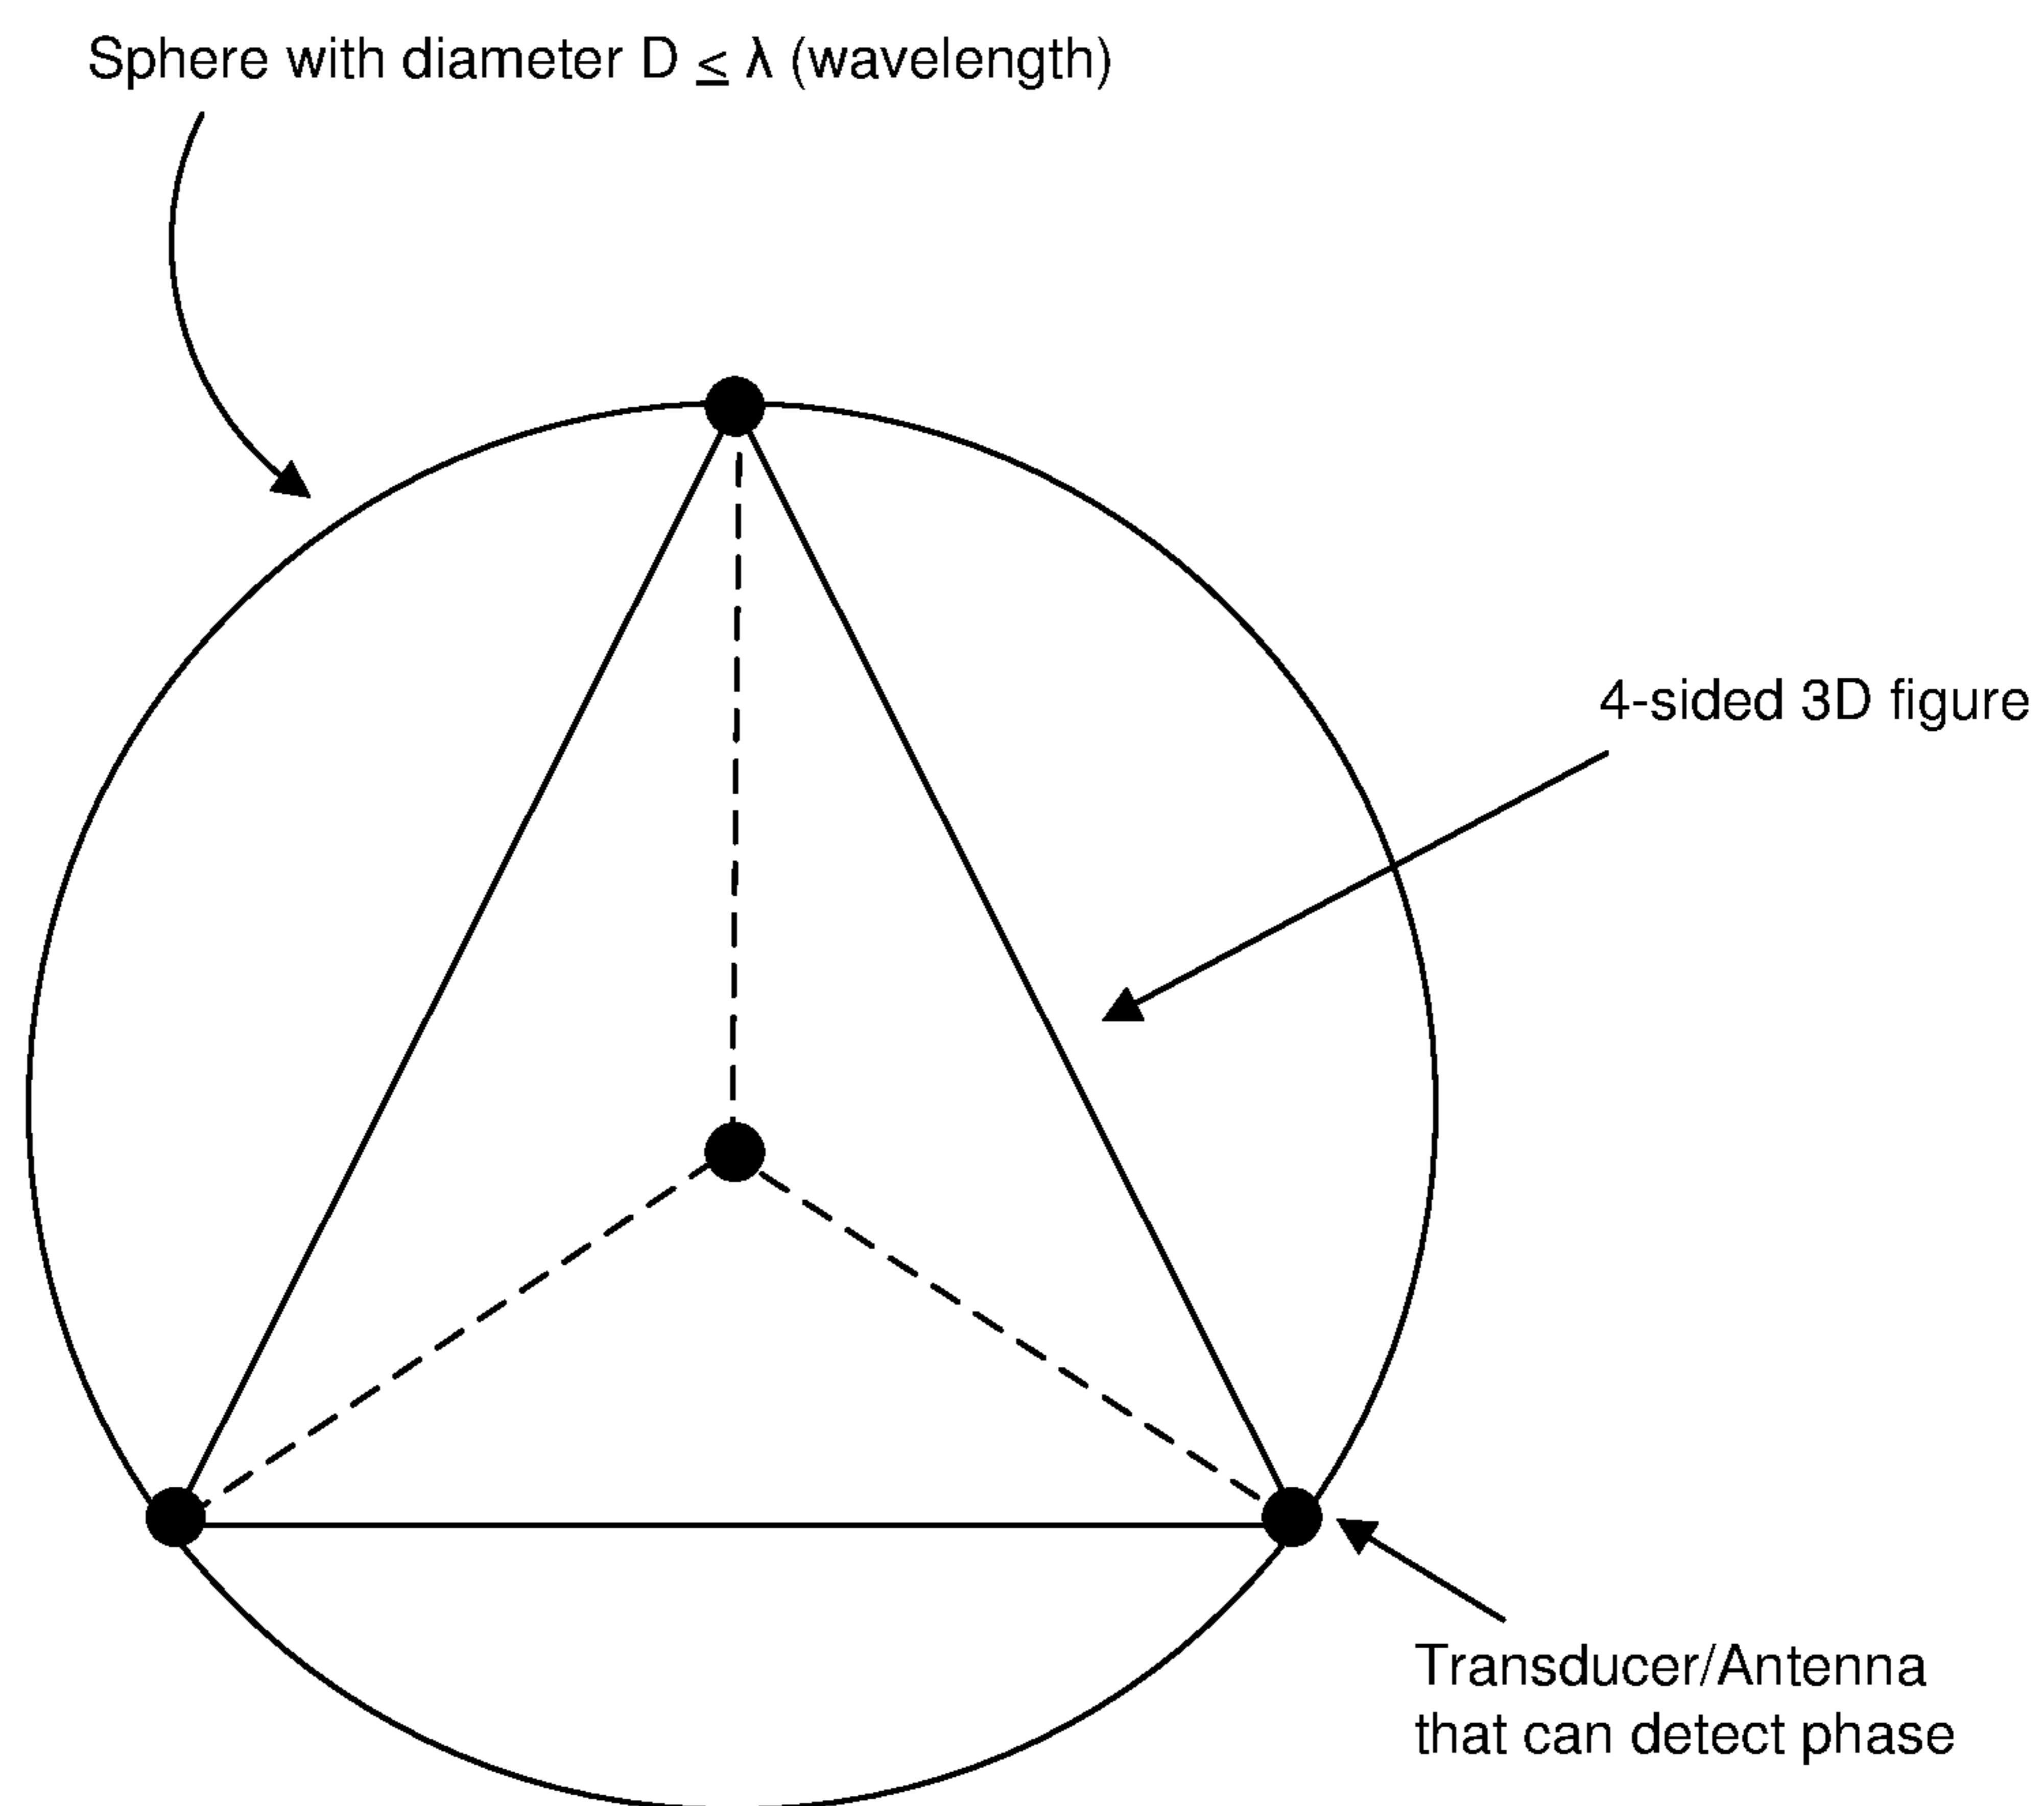 Sphere with diameter D ≤ λ (wavelength)
4-sided 3D figure
Transducer/Antenna
that can detect phase